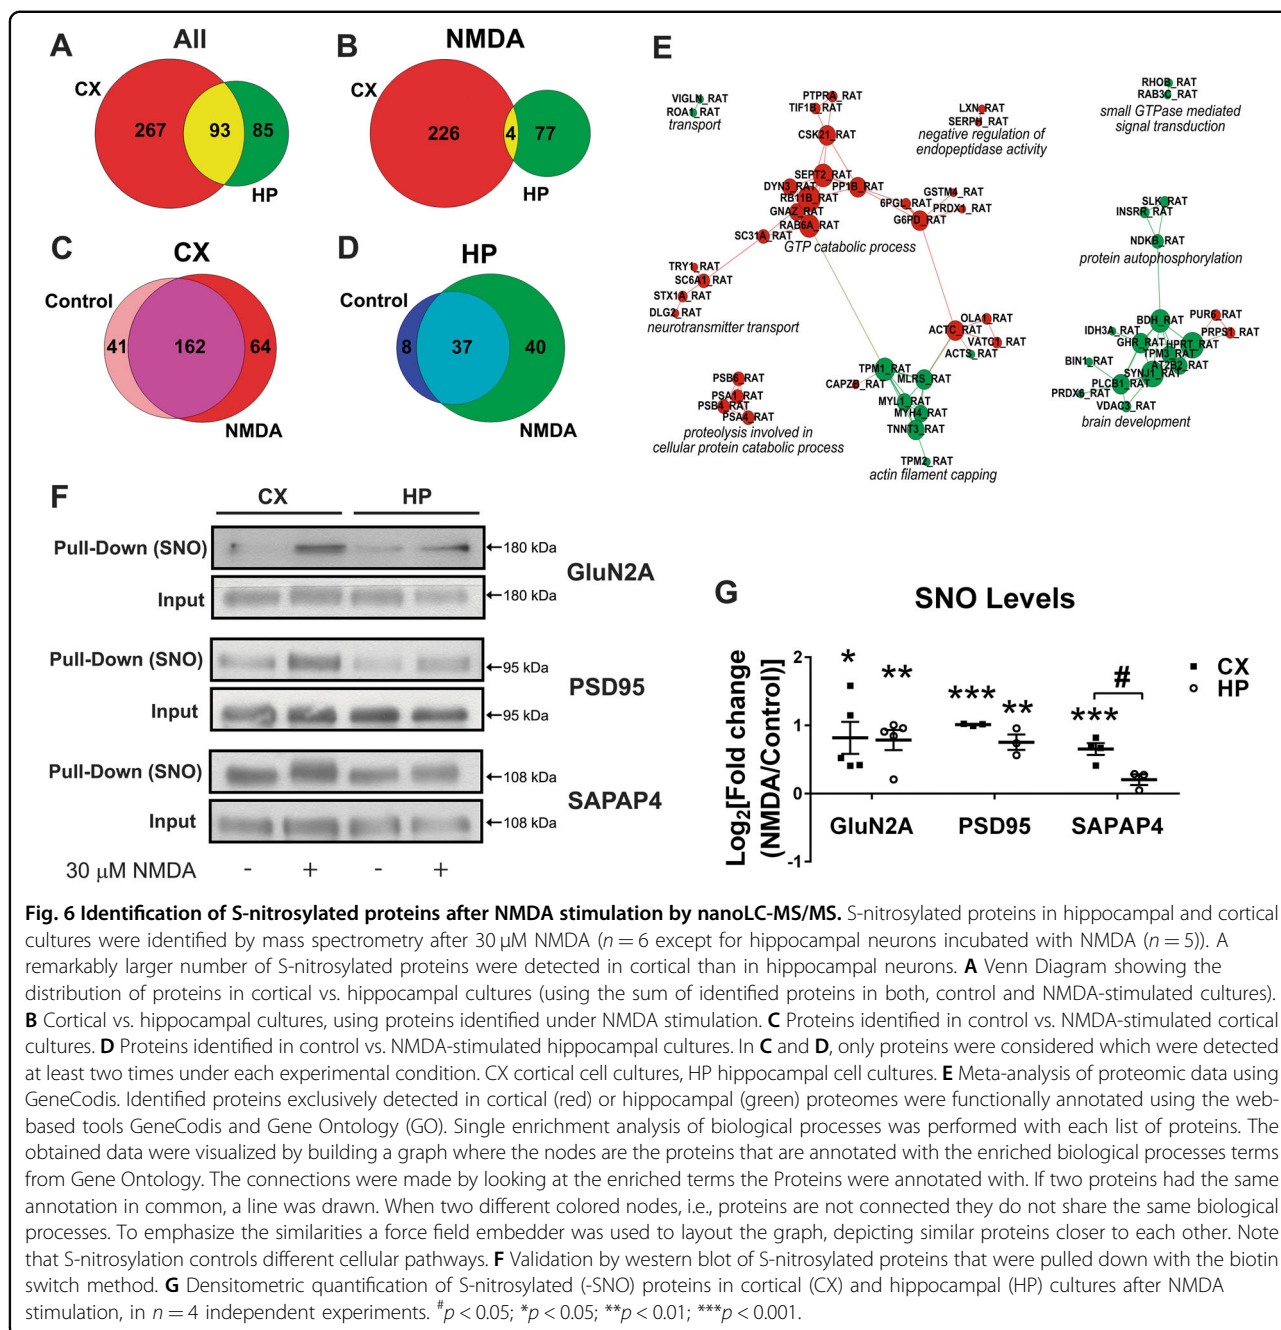 A
All
CX
267
93
85
HP
B
NMDA
CX
226
4
77
HP
C
CX
Control
41
162
64
NMDA
D
HP
Control
8
37
40
NMDA
E
VIGLN_RAT
ROA1_RAT
transport
PTPRA_RAT
TIF1B_RAT
CSK21_RAT
SEPT2_RAT
DYN3_RAT
PP1B_RAT
RB11B_RAT
GNAZ_RAT
RAB6A_RAT
SC31A_RAT
GTP catabolic process
LXN_RAT
SERPH_RAT
negative regulation of
endopeptidase activity
RHOB_RAT
RAB3C_RAT
small GTPase mediated
signal transduction
GSTM4_RAT
6PGL_RAT
PRDX1_RAT
G6PD_RAT
SLK_RAT
INSRR_RAT
NDKB_RAT
protein autophosphorylation
TRY1_RAT
SC6A1_RAT
STX1A_RAT
DLG2_RAT
neurotransmitter transport
OLA1_RAT
ACTC_RAT
VATC1_RAT
ACTS_RAT
BDH_RAT
PUR6_RAT
IDH3A_RAT
PRPS1_RAT
GHR_RAT
HPRT_RAT
TPM3_RAT
BIN1_RAT
AT2B2_RAT
SYNJ1_RAT
PLCB1_RAT
PRDX6_RAT
VDAC3_RAT
brain development
TPM1_RAT
CAPZB_RAT
MLRS_RAT
MYL1_RAT
MYH4_RAT
TNNT3_RAT
TPM2_RAT
actin filament capping
PSB6_RAT
PSA1_RAT
PSB4_RAT
PSA4_RAT
proteolysis involved in
cellular protein catabolic process
F
CX
HP
Pull-Down (SNO)
←180 kDa
GluN2A
Input
←180 kDa
Pull-Down (SNO)
←95 kDa
PSD95
Input
←95 kDa
Pull-Down (SNO)
←108 kDa
SAPAP4
Input
←108 kDa
30 μM NMDA - + - +
G
SNO Levels
Log₂[Fold change
(NMDA/Control)]
2
1
0
-1
*
**
***
**
***
#
■ CX
○ HP
GluN2A
PSD95
SAPAP4
Fig. 6 Identification of S-nitrosylated proteins after NMDA stimulation by nanoLC-MS/MS. S-nitrosylated proteins in hippocampal and cortical
cultures were identified by mass spectrometry after 30 μM NMDA (n = 6 except for hippocampal neurons incubated with NMDA (n = 5)). A
remarkably larger number of S-nitrosylated proteins were detected in cortical than in hippocampal neurons. A Venn Diagram showing the
distribution of proteins in cortical vs. hippocampal cultures (using the sum of identified proteins in both, control and NMDA-stimulated cultures).
B Cortical vs. hippocampal cultures, using proteins identified under NMDA stimulation. C Proteins identified in control vs. NMDA-stimulated cortical
cultures. D Proteins identified in control vs. NMDA-stimulated hippocampal cultures. In C and D, only proteins were considered which were detected
at least two times under each experimental condition. CX cortical cell cultures, HP hippocampal cell cultures. E Meta-analysis of proteomic data using
GeneCodis. Identified proteins exclusively detected in cortical (red) or hippocampal (green) proteomes were functionally annotated using the web-
based tools GeneCodis and Gene Ontology (GO). Single enrichment analysis of biological processes was performed with each list of proteins. The
obtained data were visualized by building a graph where the nodes are the proteins that are annotated with the enriched biological processes terms
from Gene Ontology. The connections were made by looking at the enriched terms the Proteins were annotated with. If two proteins had the same
annotation in common, a line was drawn. When two different colored nodes, i.e., proteins are not connected they do not share the same biological
processes. To emphasize the similarities a force field embedder was used to layout the graph, depicting similar proteins closer to each other. Note
that S-nitrosylation controls different cellular pathways. F Validation by western blot of S-nitrosylated proteins that were pulled down with the biotin
switch method. G Densitometric quantification of S-nitrosylated (-SNO) proteins in cortical (CX) and hippocampal (HP) cultures after NMDA
stimulation, in n = 4 independent experiments. #p < 0.05; *p < 0.05; **p < 0.01; ***p < 0.001.